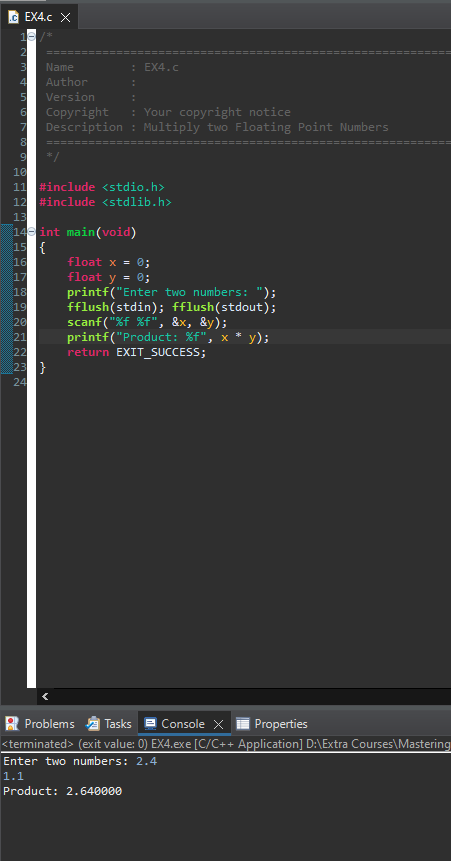 EX4.c
1 /*
2 ==========================================================
3 Name        : EX4.c
4 Author      :
5 Version     :
6 Copyright   : Your copyright notice
7 Description : Multiply two Floating Point Numbers
8 ==========================================================
9 */
10
11 #include <stdio.h>
12 #include <stdlib.h>
13
14 int main(void)
15 {
16     float x = 0;
17     float y = 0;
18     printf("Enter two numbers: ");
19     fflush(stdin); fflush(stdout);
20     scanf("%f %f", &x, &y);
21     printf("Product: %f", x * y);
22     return EXIT_SUCCESS;
23 }
24
Problems Tasks Console Properties
<terminated> (exit value: 0) EX4.exe [C/C++ Application] D:\Extra Courses\Mastering
Enter two numbers: 2.4
1.1
Product: 2.640000